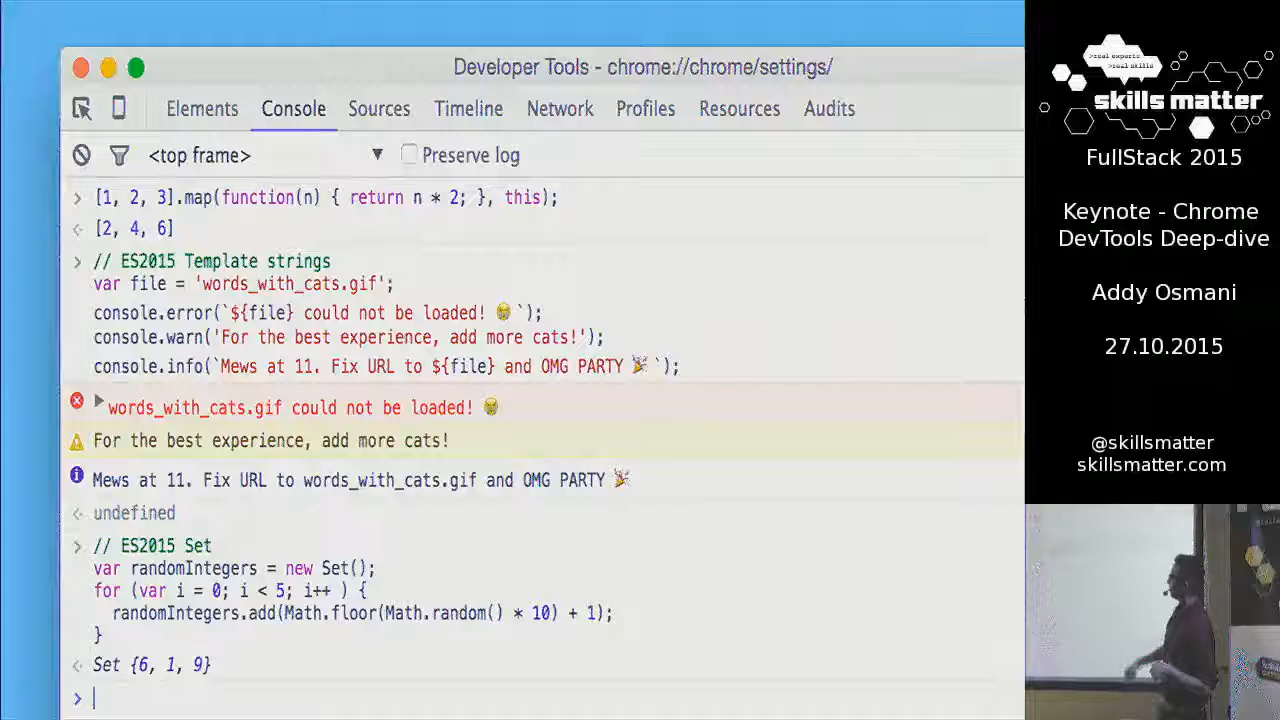 Developer Tools - chrome://chrome/settings/
Elements Console Sources Timeline Network Profiles Resources Audits
<top frame> ▼ Preserve log
> [1, 2, 3].map(function(n) { return n * 2; }, this);
[2, 4, 6]
> // ES2015 Template strings
var file = 'words_with_cats.gif';
console.error(`${file} could not be loaded! 😭`);
console.warn('For the best experience, add more cats!');
console.info(`Mews at 11. Fix URL to ${file} and OMG PARTY 🎉`);
words_with_cats.gif could not be loaded! 😭
For the best experience, add more cats!
Mews at 11. Fix URL to words_with_cats.gif and OMG PARTY 🎉
undefined
> // ES2015 Set
var randomIntegers = new Set();
for (var i = 0; i < 5; i++ ) {
randomIntegers.add(Math.floor(Math.random() * 10) + 1);
}
Set {6, 1, 9}
>
>real experts
>real skills
skills matter
FullStack 2015
Keynote - Chrome
DevTools Deep-dive
Addy Osmani
27.10.2015
@skillsmatter
skillsmatter.com